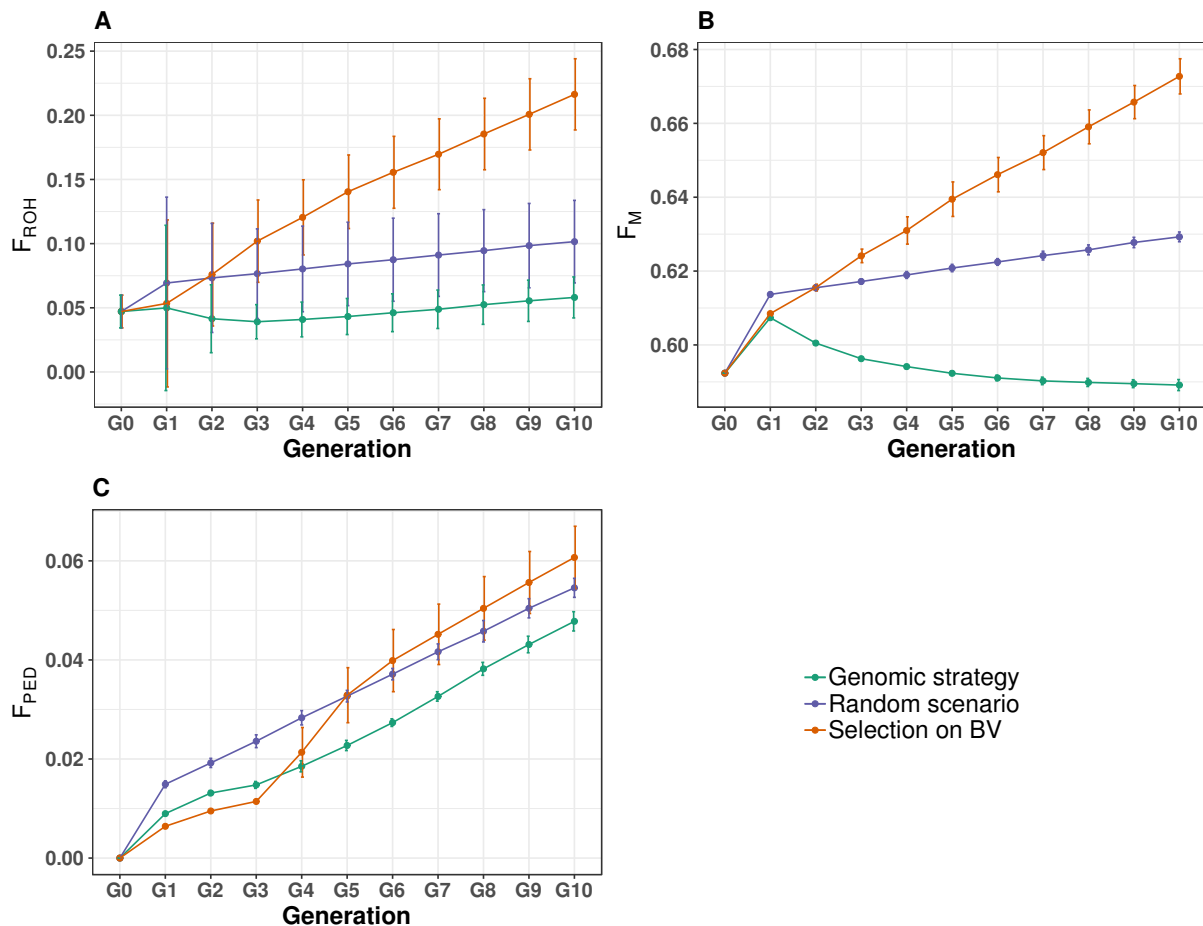 A
F_ROH
0.25
0.20
0.15
0.10
0.05
0.00
G0 G1 G2 G3 G4 G5 G6 G7 G8 G9 G10
Generation
B
F_M
0.68
0.66
0.64
0.62
0.60
G0 G1 G2 G3 G4 G5 G6 G7 G8 G9 G10
Generation
C
F_PED
0.06
0.04
0.02
0.00
G0 G1 G2 G3 G4 G5 G6 G7 G8 G9 G10
Generation
Genomic strategy
Random scenario
Selection on BV